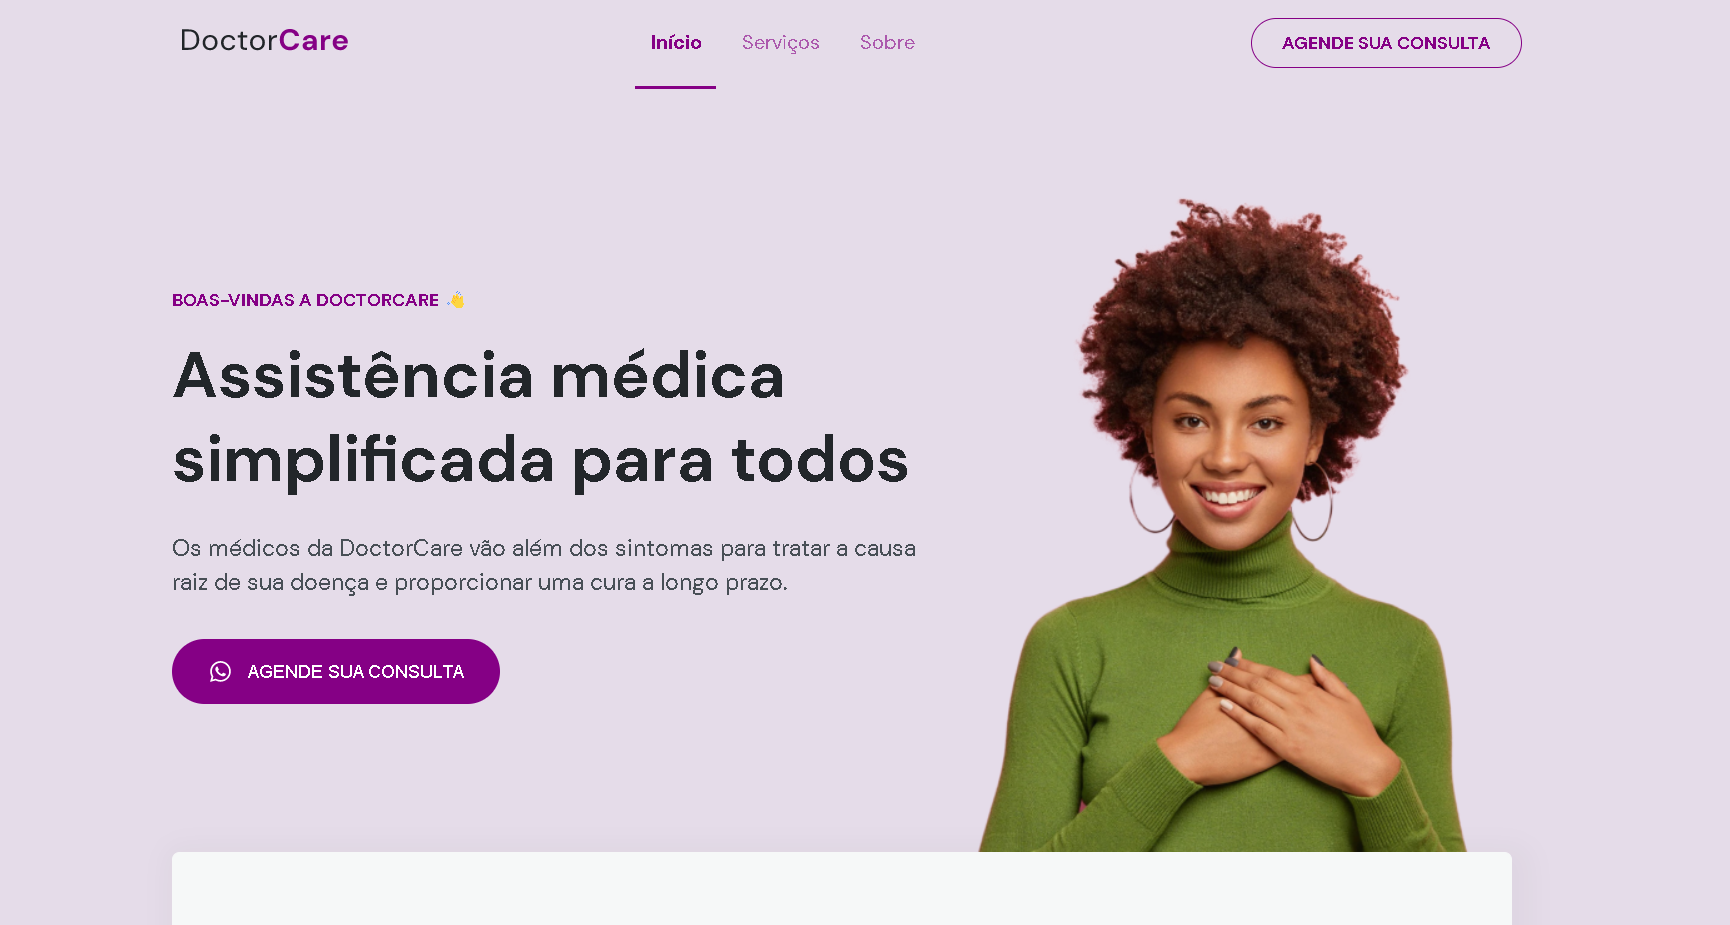 DoctorCare
Início
Serviços
Sobre
AGENDE SUA CONSULTA
BOAS-VINDAS A DOCTORCARE 👋
Assistência médica
simplificada para todos
Os médicos da DoctorCare vão além dos sintomas para tratar a causa
raiz de sua doença e proporcionar uma cura a longo prazo.
AGENDE SUA CONSULTA